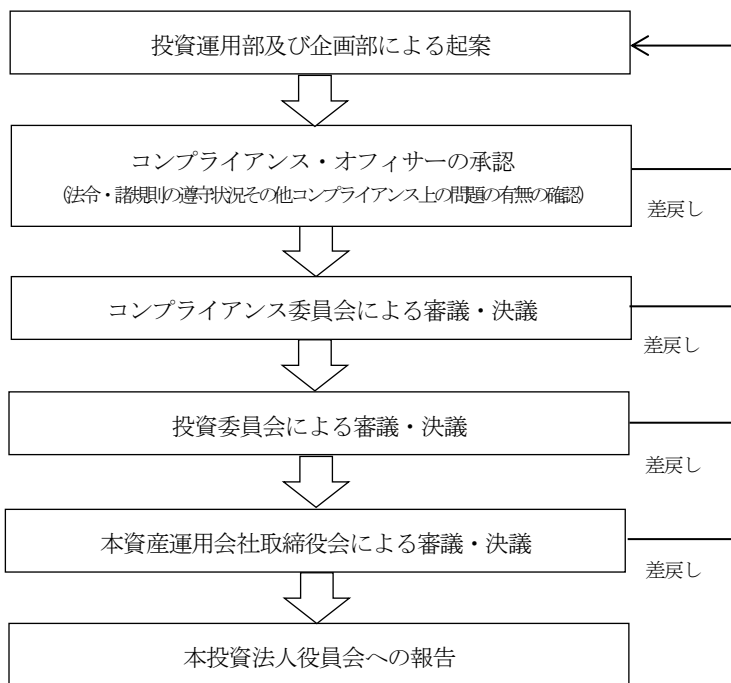 投資運用部及び企画部による起案
コンプライアンス・オフィサーの承認
(法令・諸規則の遵守状況その他コンプライアンス上の問題の有無の確認)
差戻し
コンプライアンス委員会による審議・決議
差戻し
投資委員会による審議・決議
差戻し
本資産運用会社取締役会による審議・決議
差戻し
本投資法人役員会への報告